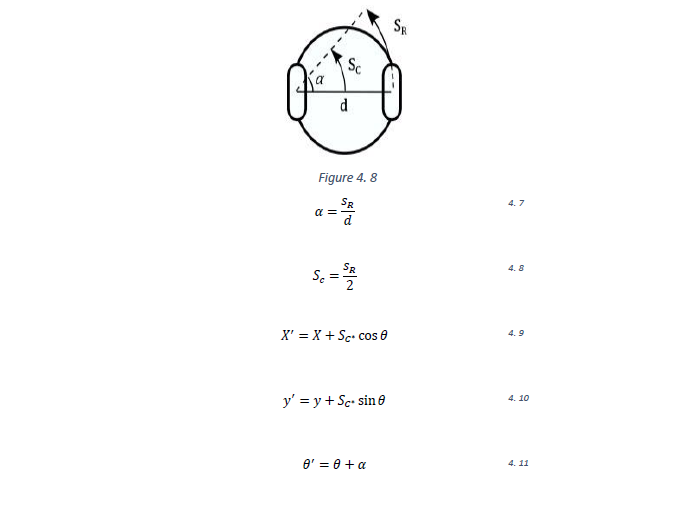 S_R
S_C
α
d
Figure 4. 8
α = S_R / d 4. 7
S_c = S_R / 2 4. 8
X′ = X + S_C* cos θ 4. 9
y′ = y + S_C* sin θ 4. 10
θ′ = θ + α 4. 11